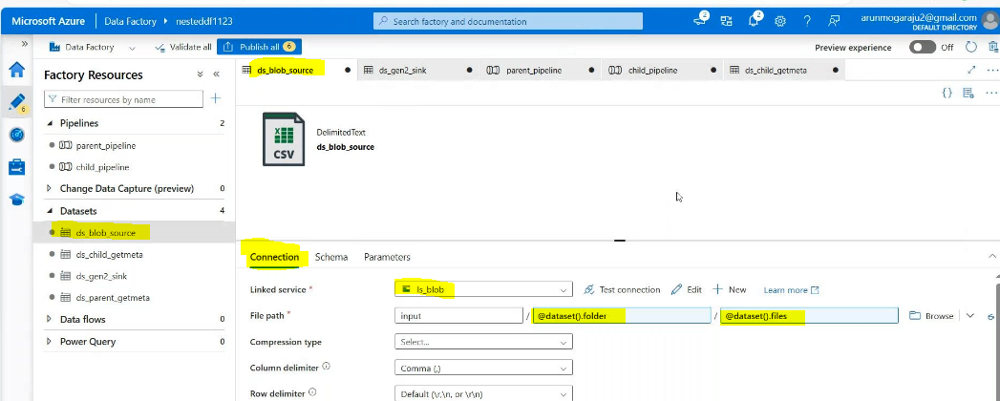 Microsoft Azure
Data Factory
nesteddf1123
Search factory and documentation
2
2
arunmogaraju2@gmail.com
DEFAULT DIRECTORY
Data Factory
Validate all
Publish all 6
Preview experience
Off
6
Factory Resources
Filter resources by name
Pipelines 2
parent_pipeline
child_pipeline
Change Data Capture (preview) 0
Datasets 4
ds_blob_source
ds_child_getmeta
ds_gen2_sink
ds_parent_getmeta
Data flows 0
Power Query 0
ds_blob_source
ds_gen2_sink
parent_pipeline
child_pipeline
ds_child_getmeta
CSV
DelimitedText
ds_blob_source
Connection
Schema
Parameters
Linked service *
ls_blob
Test connection
Edit
New
Learn more
File path *
input / @dataset().folder / @dataset().files
Browse
Compression type
Select...
Column delimiter
Comma (,)
Row delimiter
Default (\r,\n, or \r\n)